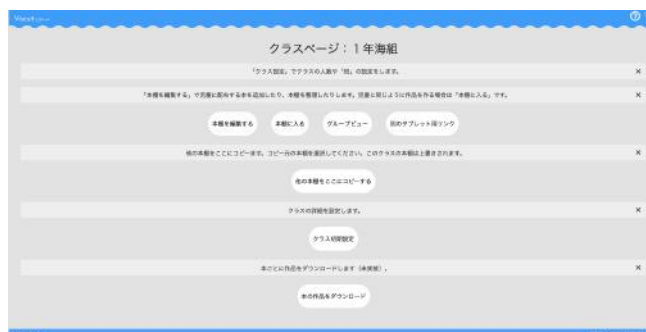 クラスページ：１年海組
「クラス設定」でクラスの人数や「班」の設定をします。
×
「本棚を編集する」で児童に配布する本を追加したり、本棚を整理したりします。児童と同じように作品を作る場合は「本棚に入る」です。
×
本棚を編集する
本棚に入る
グループビュー
別のタブレット用リンク
他の本棚をここにコピーます。コピー元の本棚を選択してください。このクラスの本棚は上書きされます。
×
他の本棚をここにコピーする
クラスの詳細を設定します。
×
クラス初期設定
本ごとに作品をダウンロードします（未実装）。
×
本の作品をダウンロード